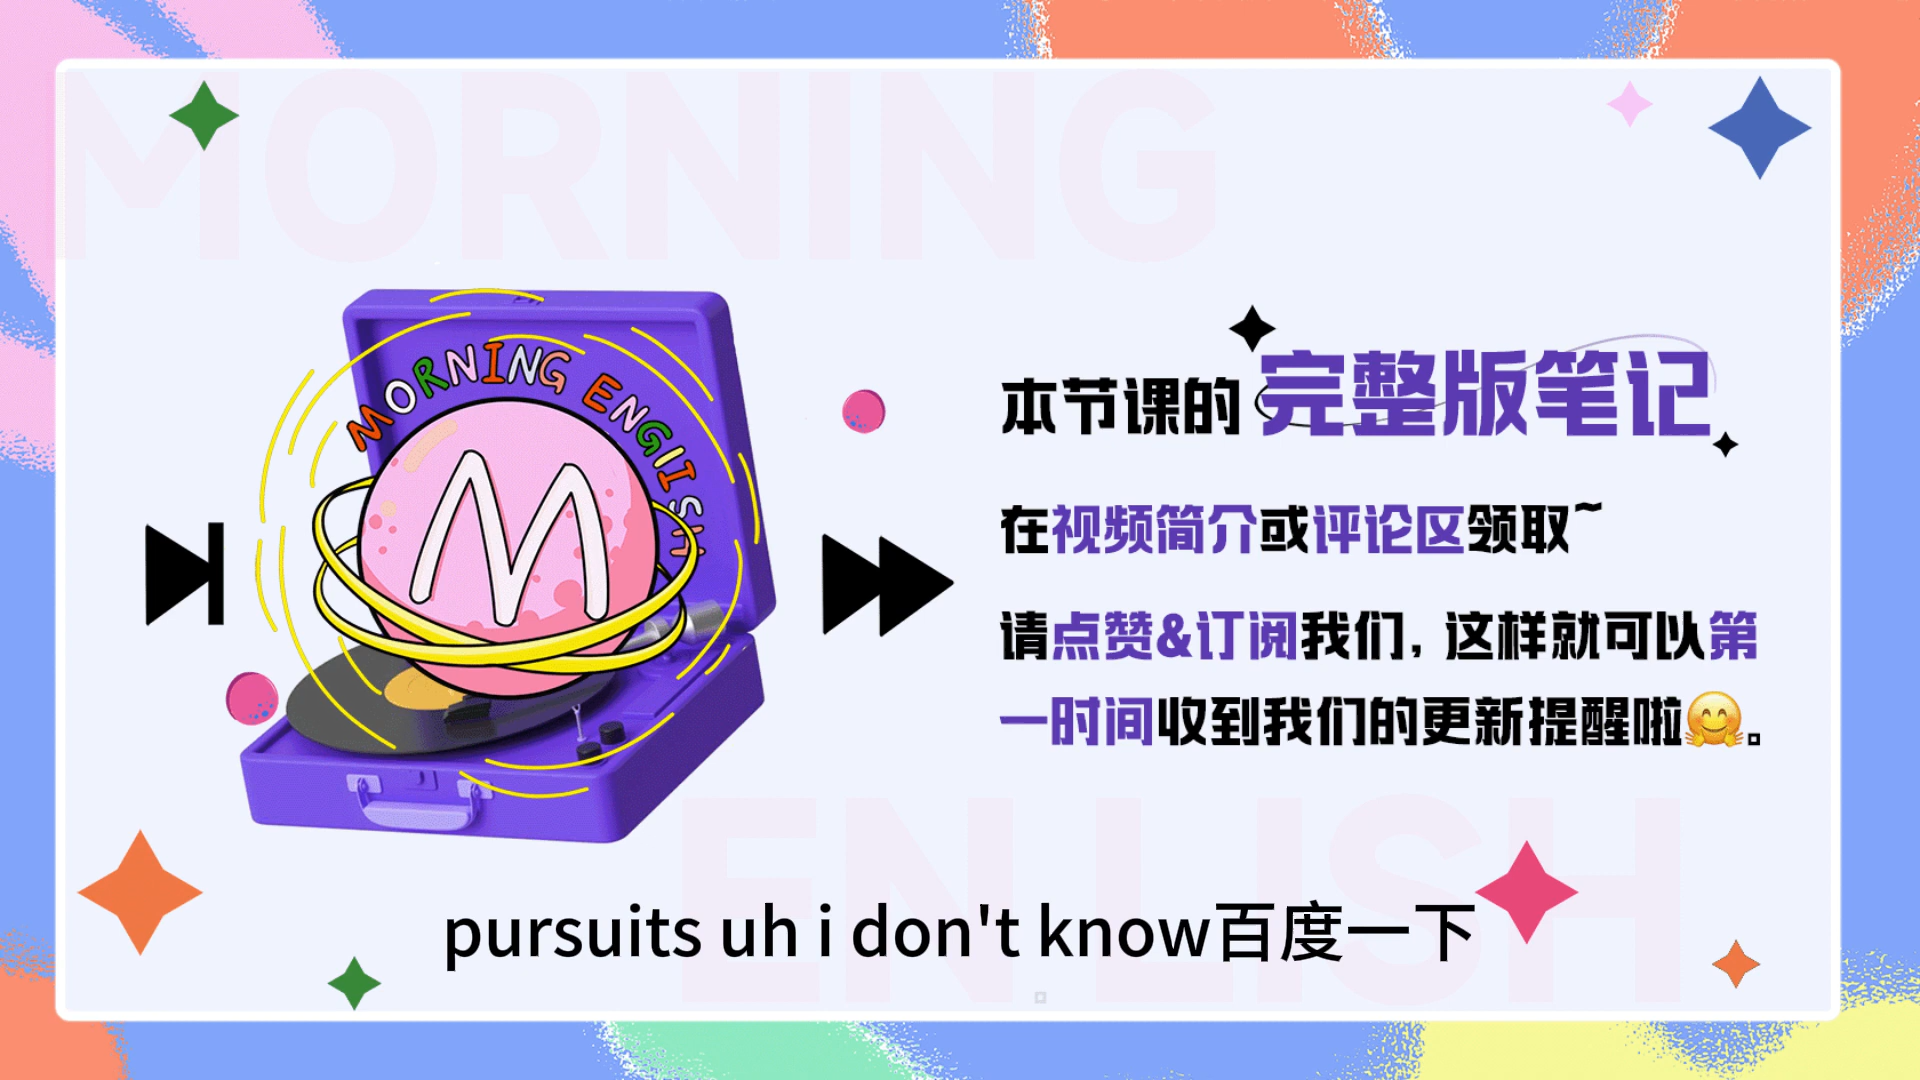 MORNING
MORNING ENGlISH
M
本节课的完整版笔记
在视频简介或评论区领取~
请点赞&订阅我们，这样就可以第
一时间收到我们的更新提醒啦🤗。
EN LISH
pursuits uh i don't know百度一下